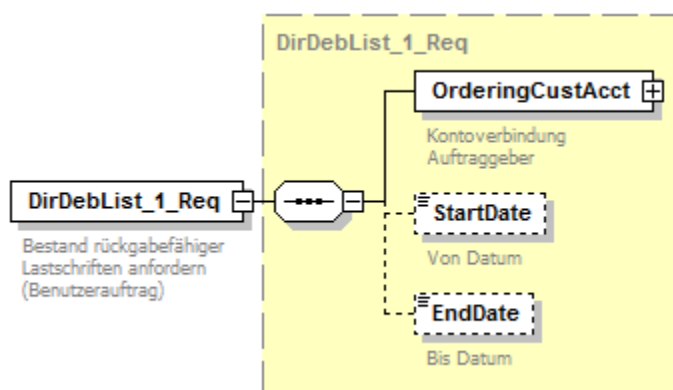 DirDebList_1_Req
OrderingCustAcct
Kontoverbindung
Auftraggeber
DirDebList_1_Req
Bestand rückgabefähiger
Lastschriften anfordern
(Benutzerauftrag)
StartDate
Von Datum
EndDate
Bis Datum